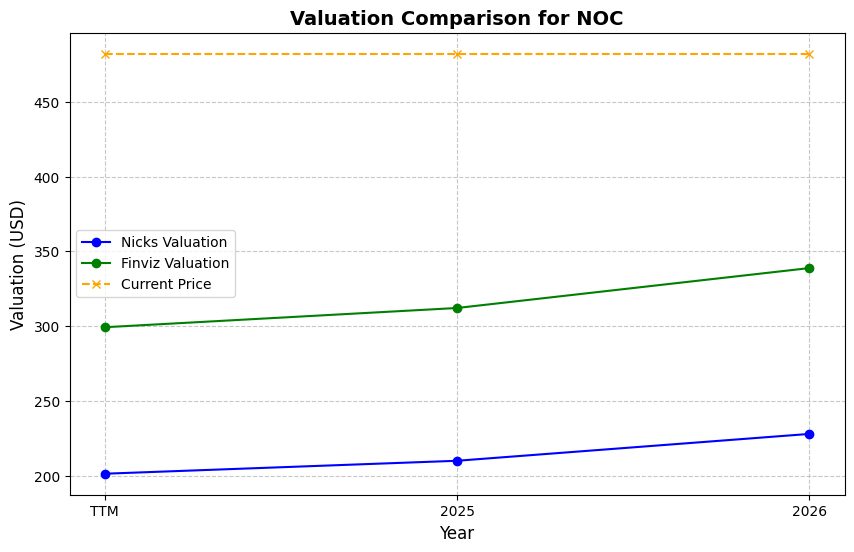 Valuation Comparison for NOC
Valuation (USD)
450
400
350
300
250
200
Nicks Valuation
Finviz Valuation
Current Price
TTM
2025
2026
Year